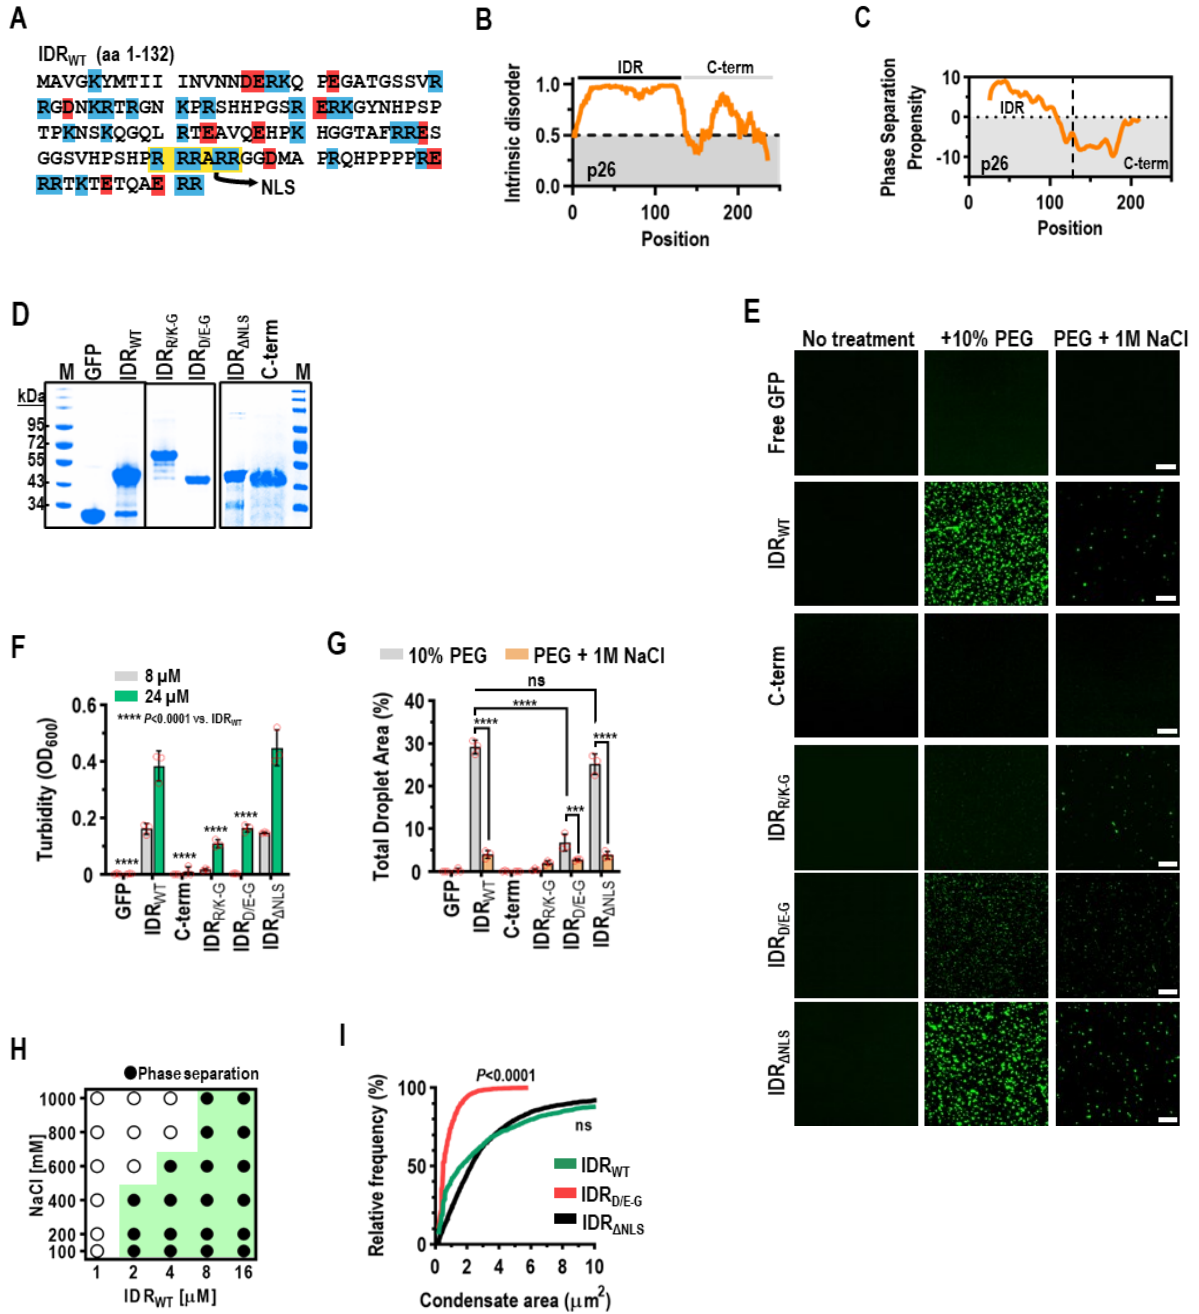 A
IDRWT (aa 1-132)
MAVGKYMTII INVNNDERKQ PEGATGSSVR
RGDNKRTRGN KPRSHHPGSR ERKGYNHPSP
TPKNSKQGQL RTEAVQEHPK HGGTAFRRES
GGSVHPSHPR RRARRGGDMA PRQHPPPPRE
RRTKTETQAE RR
NLS
B
IDR C-term
Intrinsic disorder
1.0
0.5
0.0
p26
0 100 200
Position
C
Phase Separation
Propensity
10
0
-10
IDR
p26
C-term
0 100 200
Position
D
M GFP IDRWT IDRR/K-G IDRD/E-G IDRΔNLS C-term M
kDa
95
72
55
43
34
E
No treatment +10% PEG PEG + 1M NaCl
Free GFP
IDRWT
C-term
IDRR/K-G
IDRD/E-G
IDRΔNLS
F
8 µM
24 µM
**** P<0.0001 vs. IDRWT
Turbidity (OD600)
0.6
0.4
0.2
0
**** **** **** ****
GFP IDRWT C-term IDRR/K-G IDRD/E-G IDRΔNLS
G
10% PEG PEG + 1M NaCl
Total Droplet Area (%)
40
30
20
10
0
ns
****
**** *** ****
GFP IDRWT C-term IDRR/K-G IDRD/E-G IDRΔNLS
H
Phase separation
NaCl [mM]
1000
800
600
400
200
100
1 2 4 8 16
IDRWT [µM]
I
Relative frequency (%)
100
50
0
P<0.0001
ns
IDRWT
IDRD/E-G
IDRΔNLS
0 2 4 6 8 10
Condensate area (µm2)